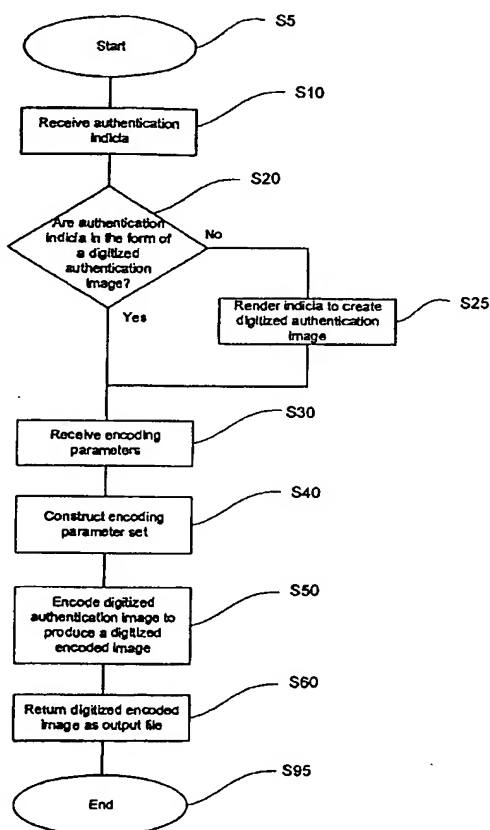 S5
Start
S10
Receive authentication
indicia
S20
Are authentication
indicia in the form of
a digitized
authentication
image?
No
Yes
Render indicia to create
digitized authentication
image
S25
S30
Receive encoding
parameters
S40
Construct encoding
parameter set
S50
Encode digitized
authentication image to
produce a digitized
encoded image
S60
Return digitized encoded
image as output file
S95
End